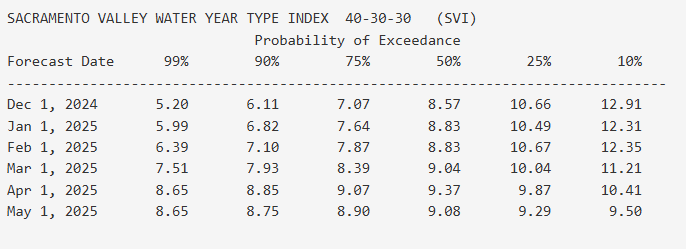 SACRAMENTO VALLEY WATER YEAR TYPE INDEX  40-30-30   (SVI)
                              Probability of Exceedance
Forecast Date      99%       90%        75%        50%        25%        10%
--------------------------------------------------------------------------------
Dec 1, 2024       5.20      6.11       7.07       8.57      10.66      12.91
Jan 1, 2025       5.99      6.82       7.64       8.83      10.49      12.31
Feb 1, 2025       6.39      7.10       7.87       8.83      10.67      12.35
Mar 1, 2025       7.51      7.93       8.39       9.04      10.04      11.21
Apr 1, 2025       8.65      8.85       9.07       9.37       9.87      10.41
May 1, 2025       8.65      8.75       8.90       9.08       9.29       9.50